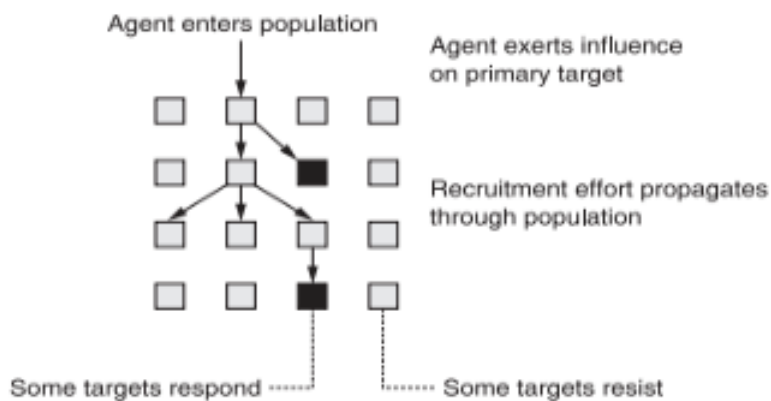 Agent enters population
Agent exerts influence
on primary target
Recruitment effort propagates
through population
Some targets respond
Some targets resist